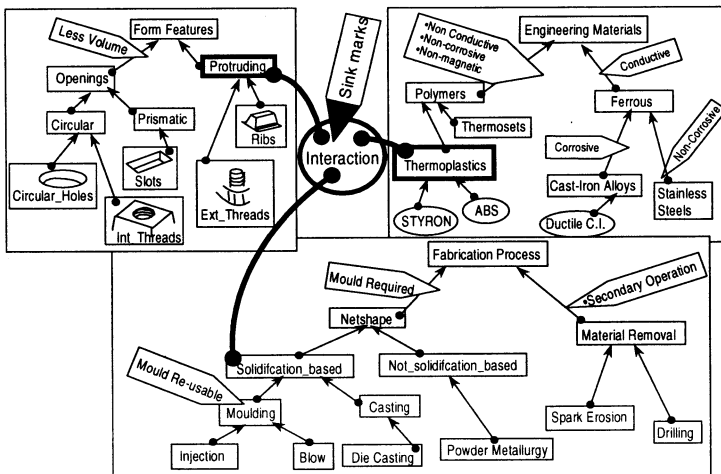 Form Features
Less Volume
Protruding
Openings
Circular
Prismatic
Ribs
Slots
Circular_Holes
Ext_Threads
Int_Threads
Sink marks
Interaction
•Non Conductive
•Non-corrosive
•Non-magnetic
Engineering Materials
Conductive
Polymers
Ferrous
Thermosets
Corrosive
Non-Corrosive
Thermoplastics
Cast-Iron Alloys
Stainless
Steels
STYRON
ABS
Ductile C.I.
Fabrication Process
Mould Required
•Secondary Operation
Netshape
Material Removal
Solidifcation_based
Not_solidifcation_based
Mould Re-usable
Moulding
Casting
Spark Erosion
Drilling
Injection
Blow
Die Casting
Powder Metallurgy